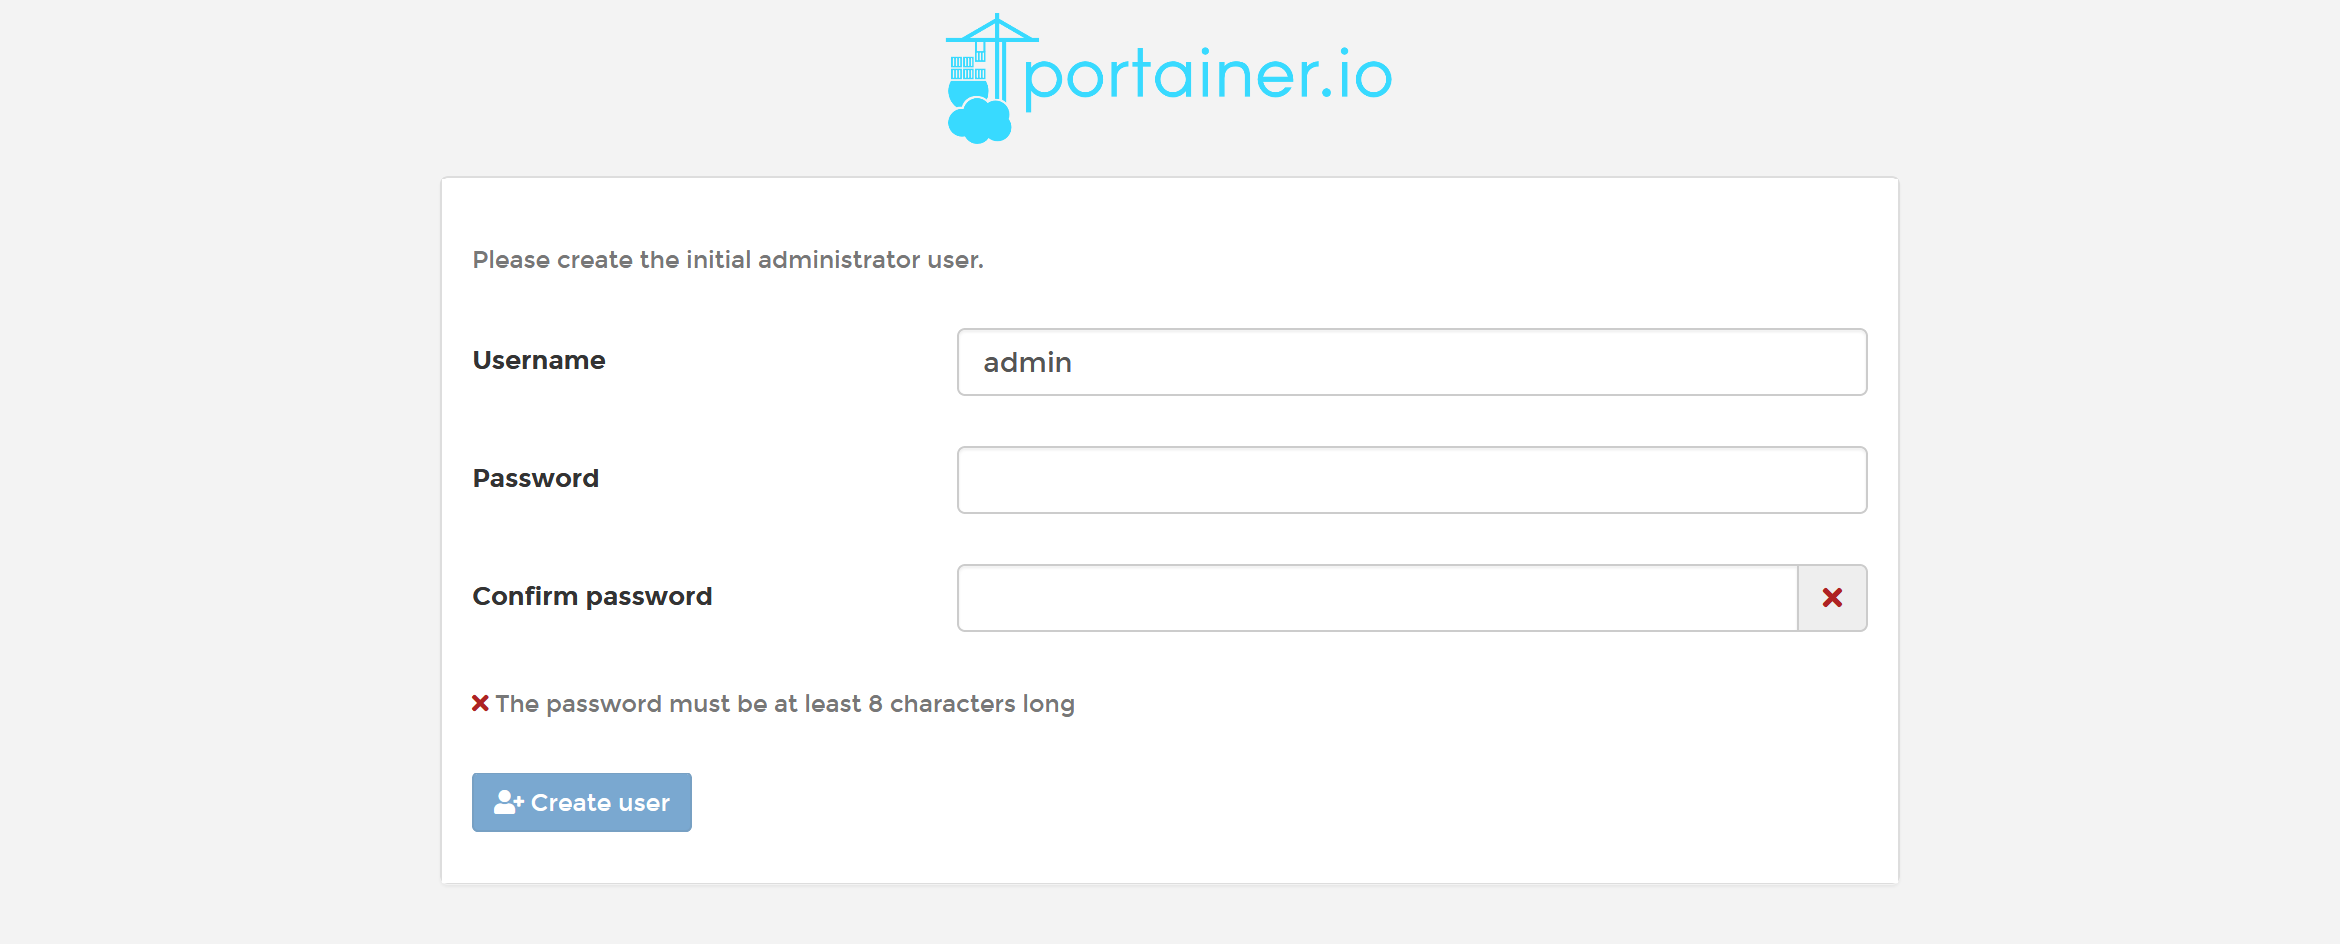 portainer.io
Please create the initial administrator user.
Username
admin
Password
Confirm password
The password must be at least 8 characters long
Create user